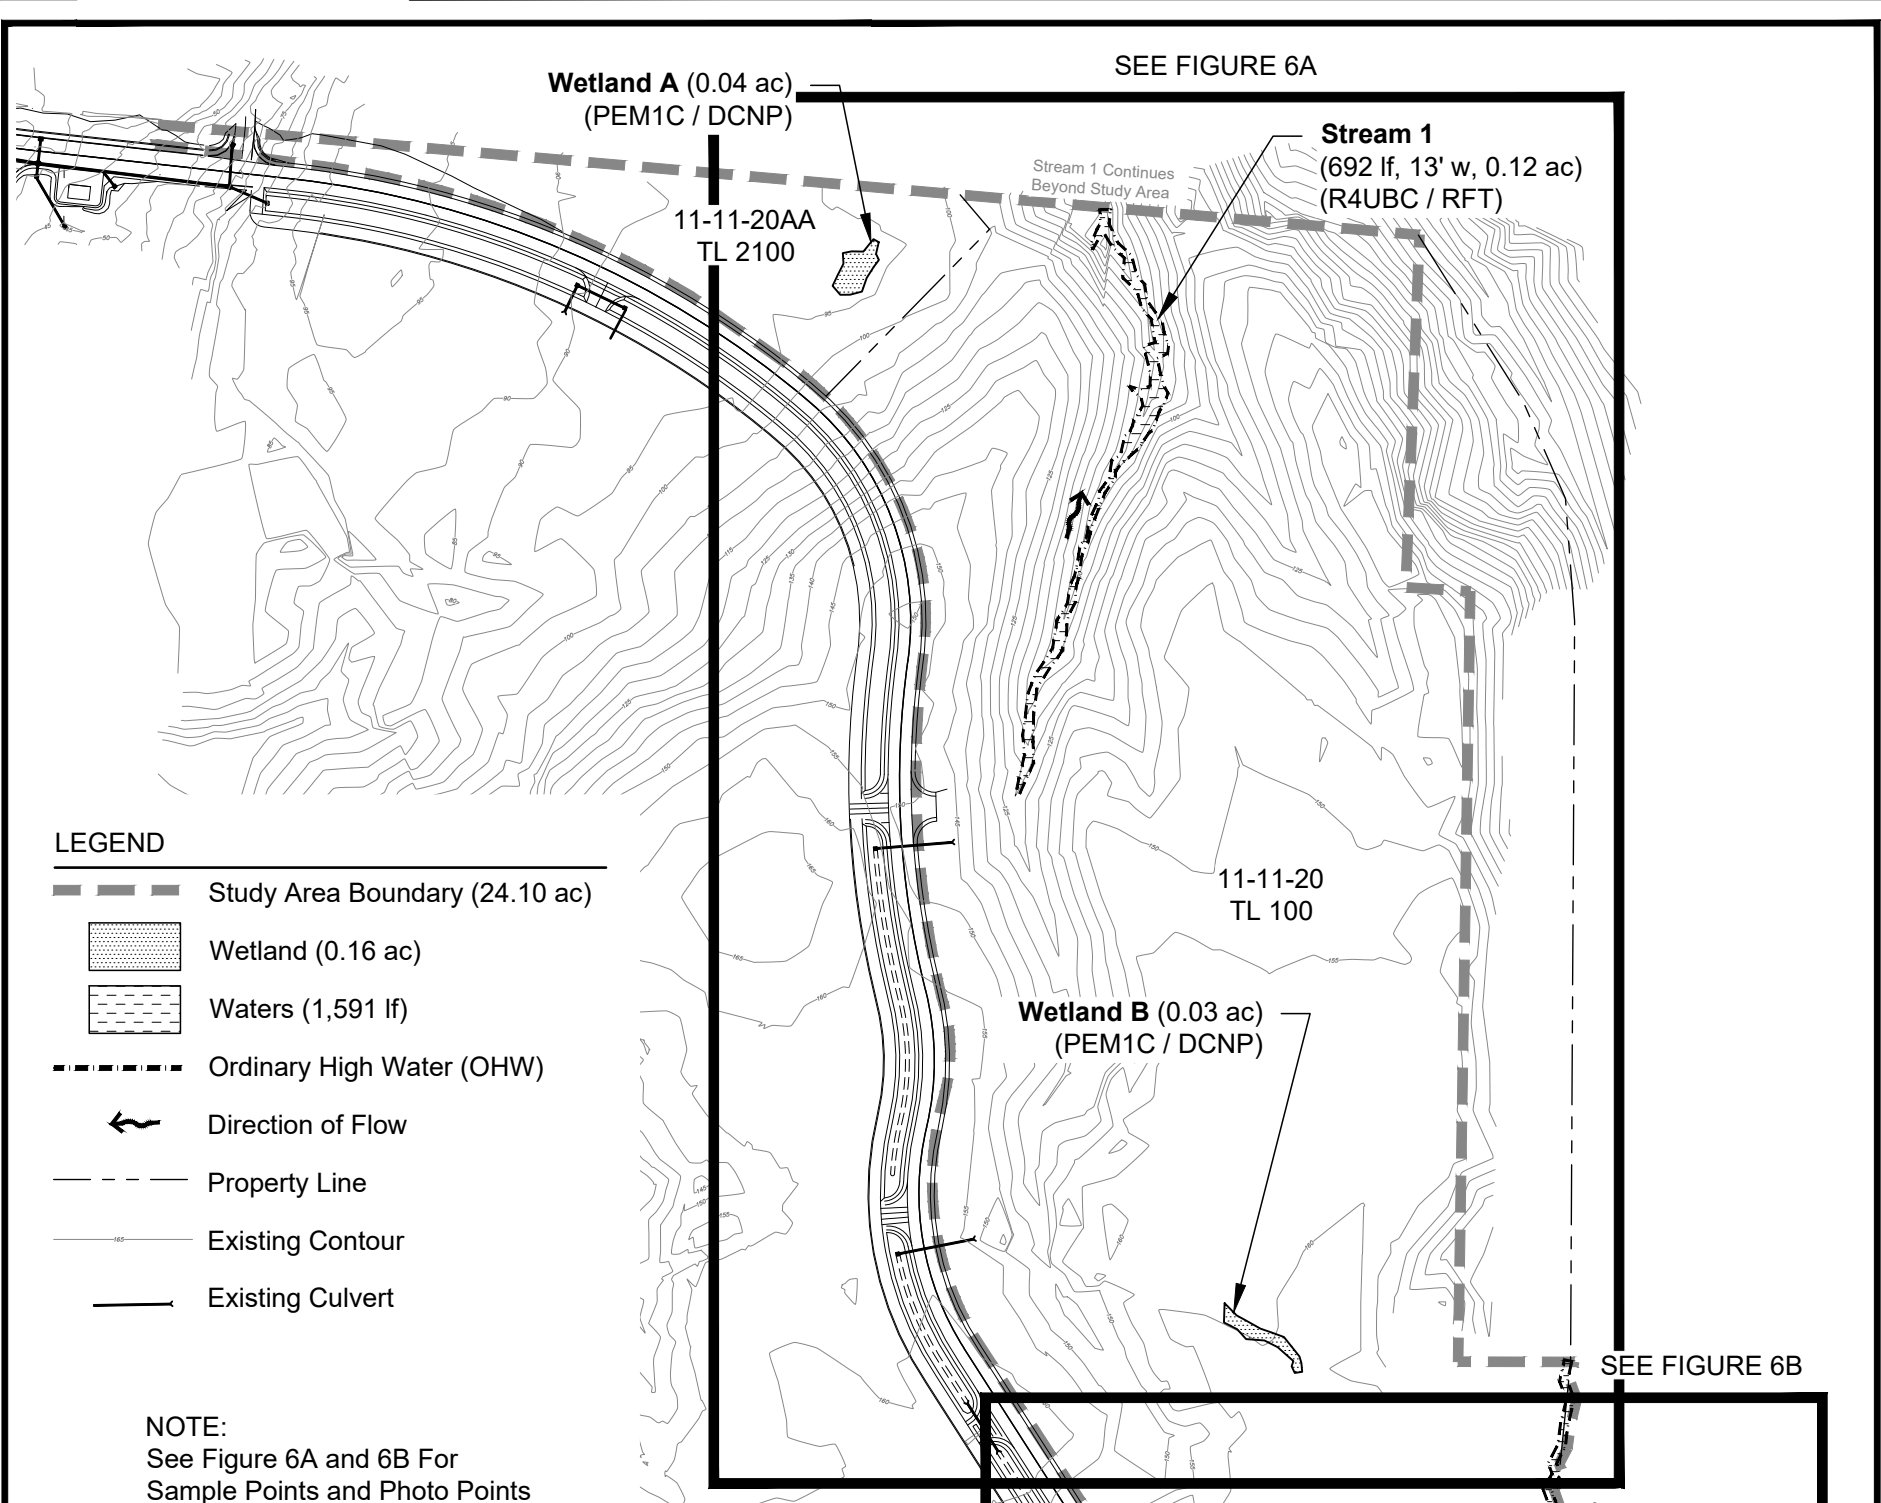 SEE FIGURE 6A
Wetland A (0.04 ac)
(PEM1C / DCNP)
Stream 1
(692 lf, 13' w, 0.12 ac)
(R4UBC / RFT)
Stream 1 Continues
Beyond Study Area
11-11-20AA
TL 2100
11-11-20
TL 100
Wetland B (0.03 ac)
(PEM1C / DCNP)
SEE FIGURE 6B
LEGEND
Study Area Boundary (24.10 ac)
Wetland (0.16 ac)
Waters (1,591 lf)
Ordinary High Water (OHW)
Direction of Flow
Property Line
165
Existing Contour
Existing Culvert
NOTE:
See Figure 6A and 6B For
Sample Points and Photo Points